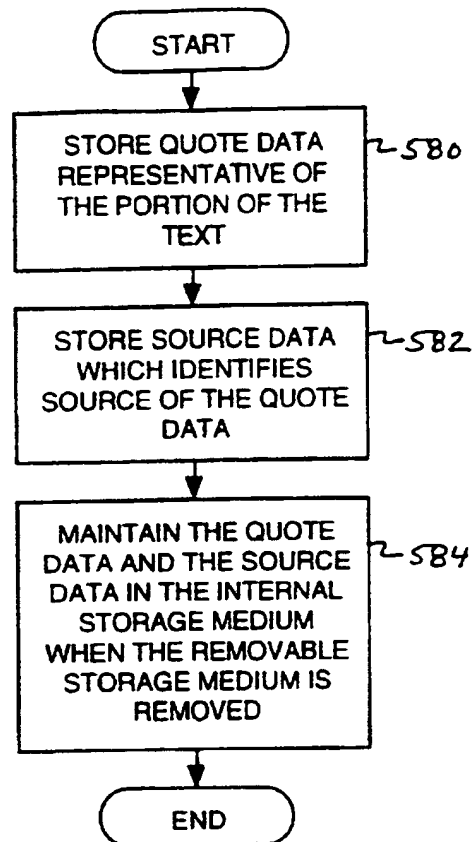 START
STORE QUOTE DATA
REPRESENTATIVE OF
THE PORTION OF THE
TEXT
580
STORE SOURCE DATA
WHICH IDENTIFIES
SOURCE OF THE QUOTE
DATA
582
MAINTAIN THE QUOTE
DATA AND THE SOURCE
DATA IN THE INTERNAL
STORAGE MEDIUM
WHEN THE REMOVABLE
STORAGE MEDIUM IS
REMOVED
584
END